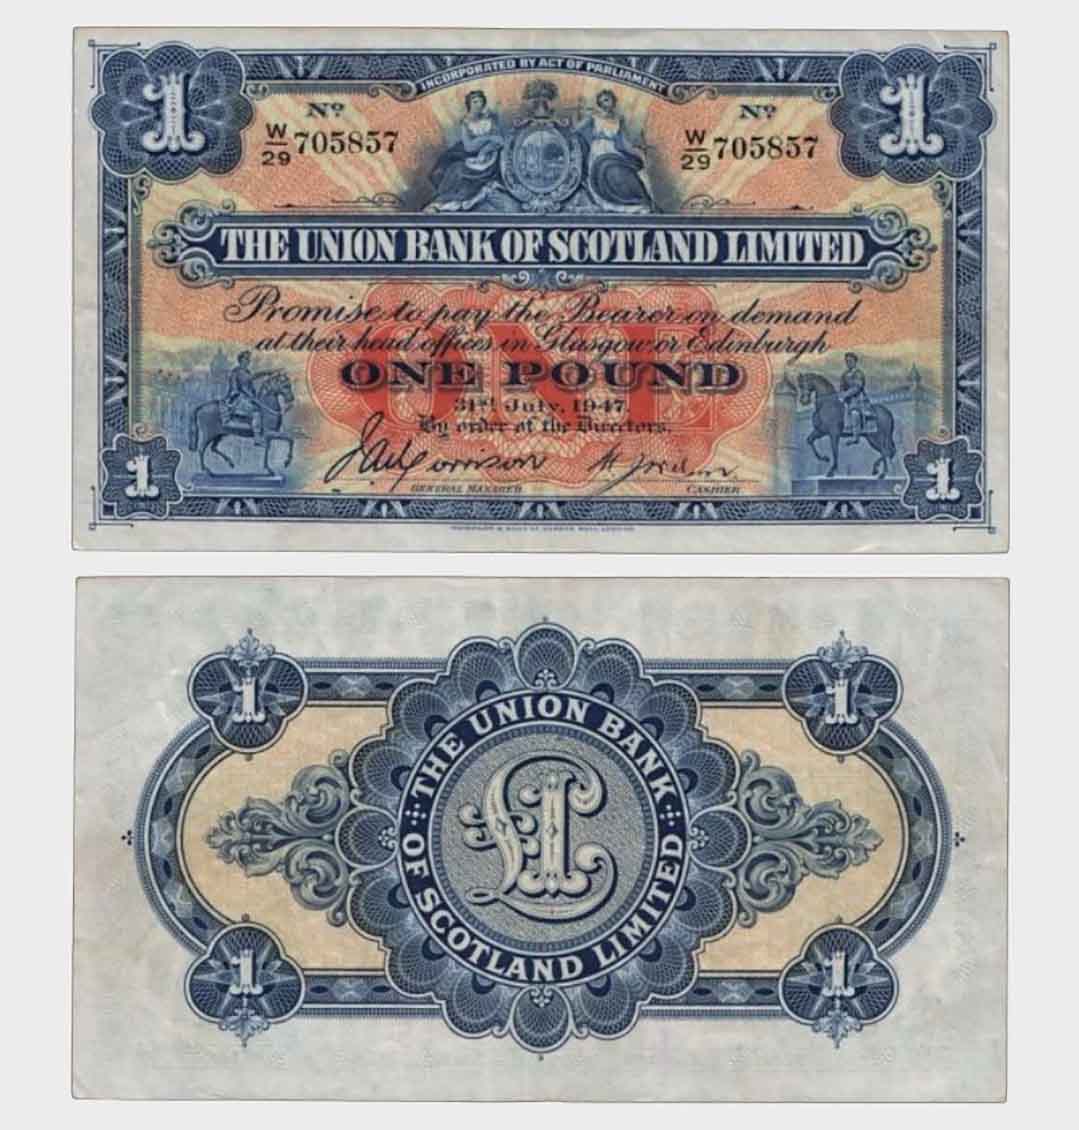 INCORPORATED BY ACT OF PARLIAMENT
1
1
Nº
Nº
W/29 705857
W/29 705857
THE UNION BANK OF SCOTLAND LIMITED
Promise to pay the Bearer on demand
at their head offices in Glasgow or Edinburgh
ONE
ONE POUND
31st July, 1947.
By order of the Directors.
GENERAL MANAGER
CASHIER
1
1
1
1
THE UNION BANK
£1
OF SCOTLAND LIMITED
1
1